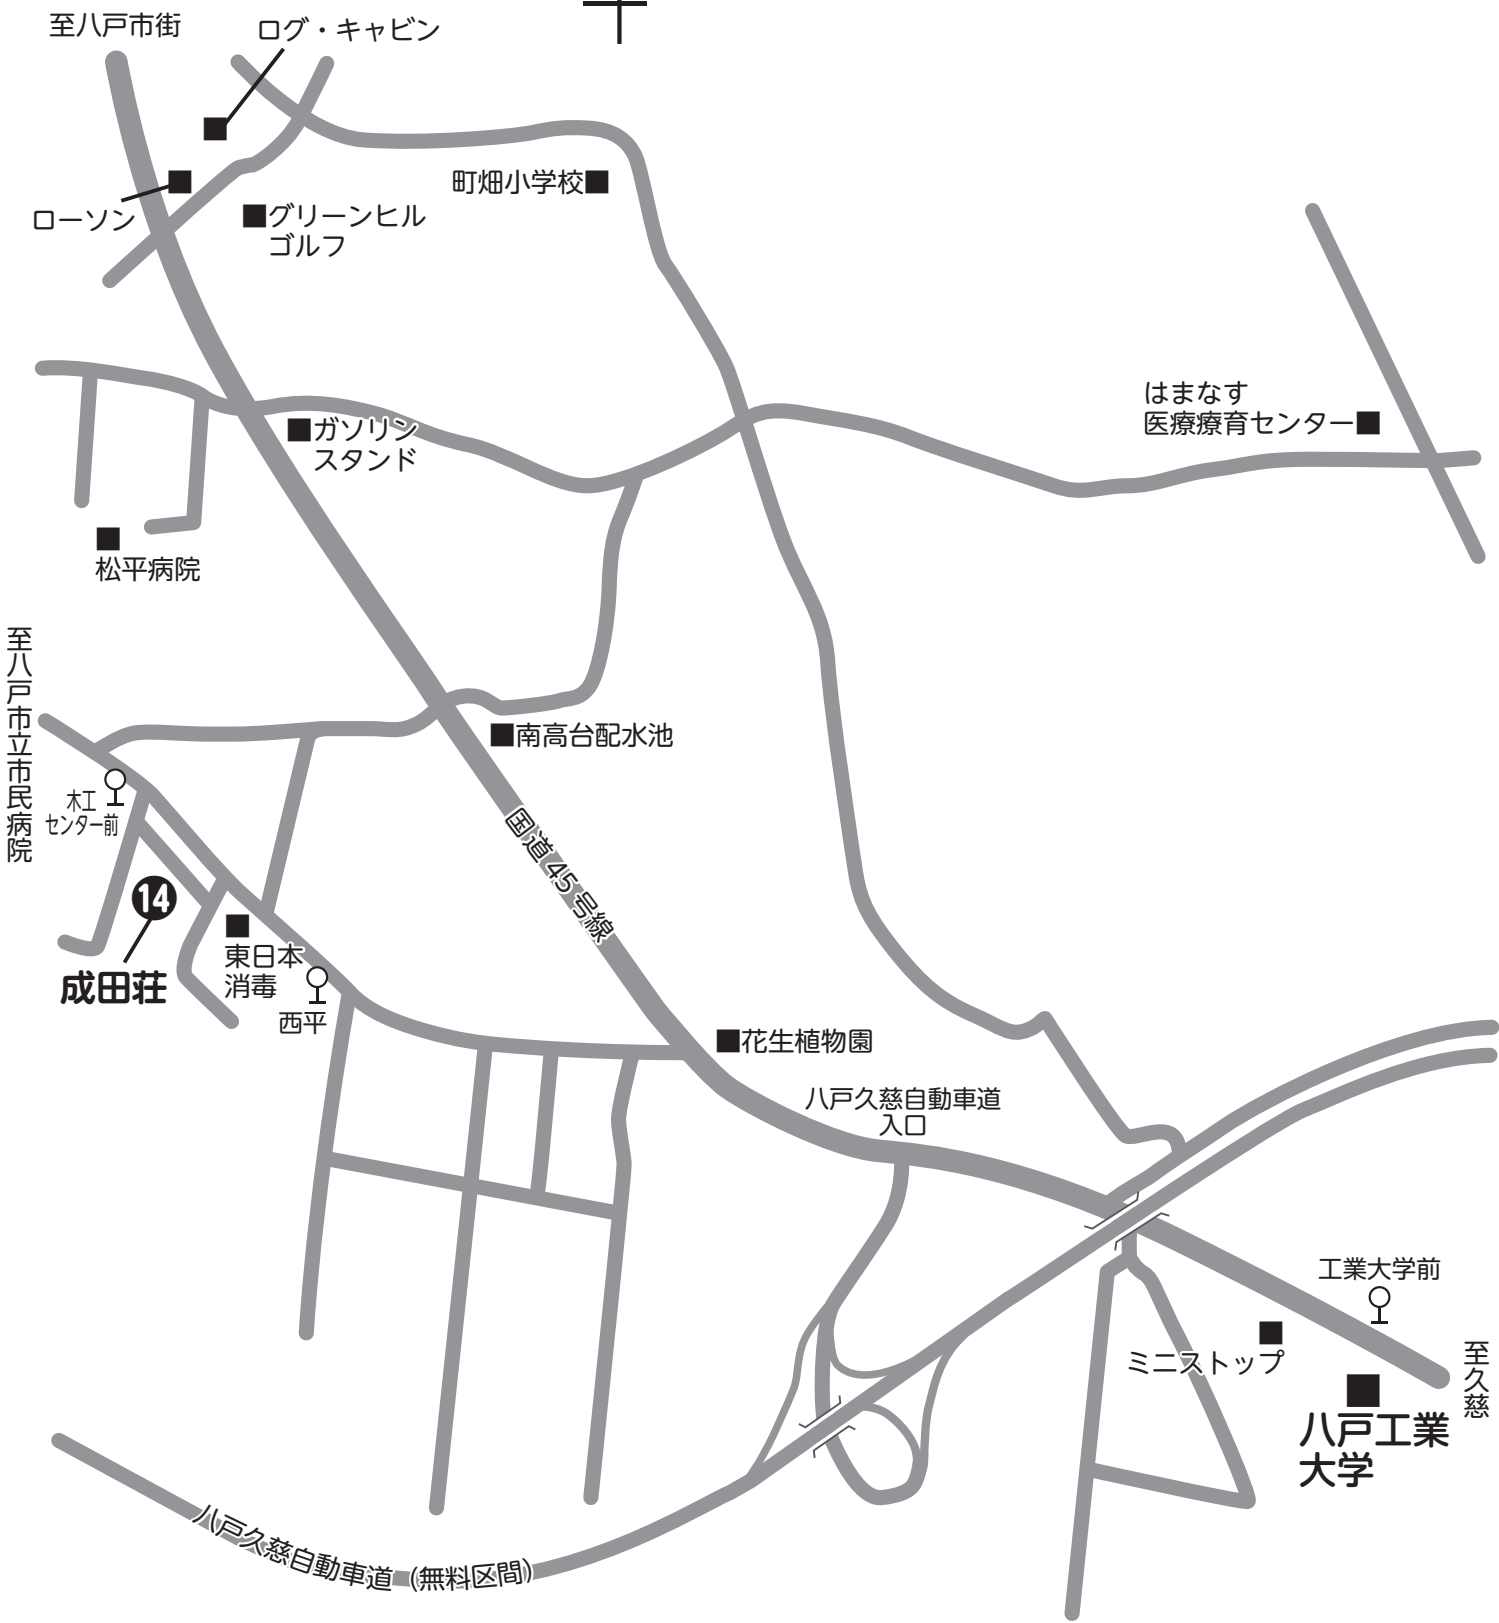 至八戸市街
ログ・キャビン
町畑小学校
ローソン
グリーンヒル
ゴルフ
はまなす
医療療育センター
ガソリン
スタンド
松平病院
至八戸市立市民病院
南高台配水池
木工
センター前
国道45号線
14
成田荘
東日本
消毒
西平
花生植物園
八戸久慈自動車道
入口
工業大学前
ミニストップ
至久慈
八戸工業
大学
八戸久慈自動車道（無料区間）